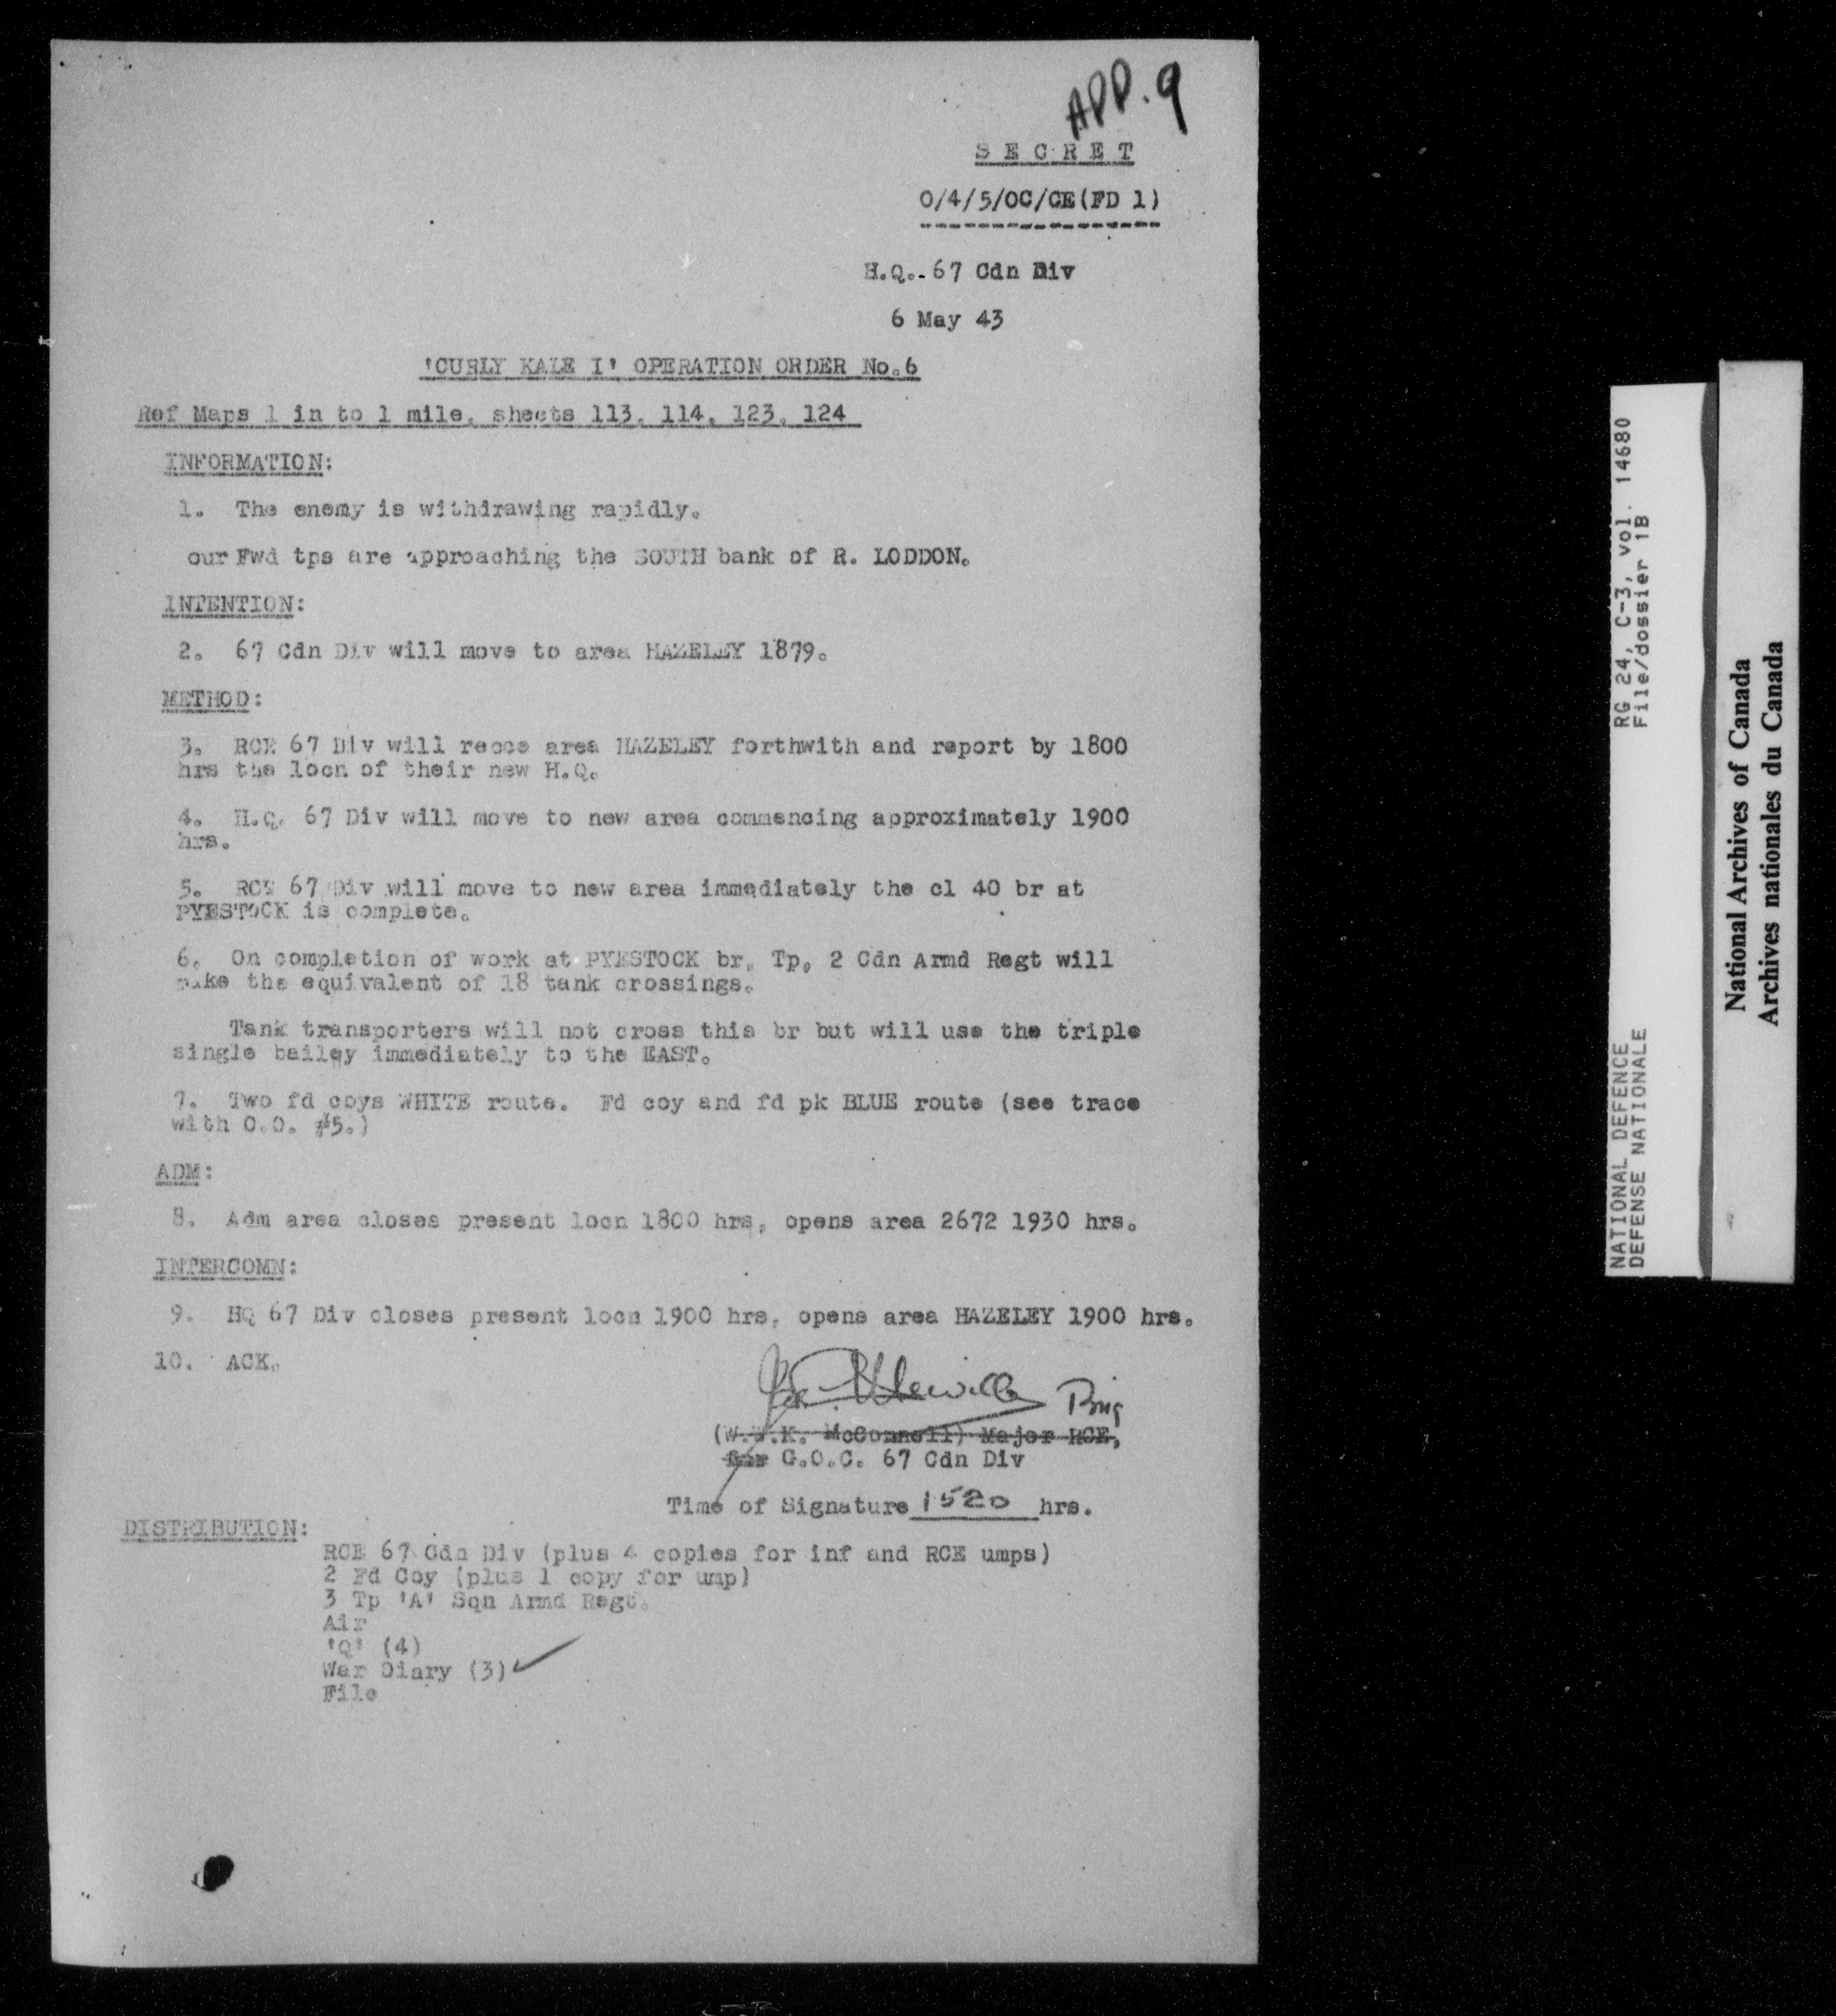 APP. 9
S E C R E T
O/4/5/OC/CE(FD 1)
H.Q. 67 Cdn Div
6 May 43
'CURLY KALE I' OPERATION ORDER No.6
Ref Maps 1 in to 1 mile, sheets 113, 114, 123, 124
INFORMATION:
1. The enemy is withdrawing rapidly.
our Fwd tps are approaching the SOUTH bank of R. LODDON.
INTENTION:
2. 67 Cdn Div will move to area HAZELEY 1879.
METHOD:
3. RCE 67 Div will recce area HAZELEY forthwith and report by 1800
hrs the locn of their new H.Q.
4. H.Q. 67 Div will move to new area commencing approximately 1900
hrs.
5. RCE 67 Div will move to new area immediately the cl 40 br at
PYESTOCK is complete.
6. On completion of work at PYESTOCK br, Tp, 2 Cdn Armd Regt will
make the equivalent of 18 tank crossings.
Tank transporters will not cross this br but will use the triple
single bailey immediately to the EAST.
7. Two fd coys WHITE route. Fd coy and fd pk BLUE route (see trace
with O.O. #5.)
ADM:
8. Adm area closes present locn 1800 hrs, opens area 2672 1930 hrs.
INTERCOMN:
9. HQ 67 Div closes present locn 1900 hrs, opens area HAZELEY 1900 hrs.
10. ACK.
Brig
(W.W.K. McConnell) Major RCE,
for G.O.C. 67 Cdn Div
Time of Signature 1520 hrs.
DISTRIBUTION:
RCE 67 Cdn Div (plus 4 copies for inf and RCE umps)
2 Fd Coy (plus 1 copy for ump)
3 Tp 'A' Sqn Armd Regt.
Air
'Q' (4)
War Diary (3)
File
NATIONAL DEFENCE RG 24, C-3, vol. 14680
DEFENSE NATIONALE File/dossier 1B
National Archives of Canada
Archives nationales du Canada